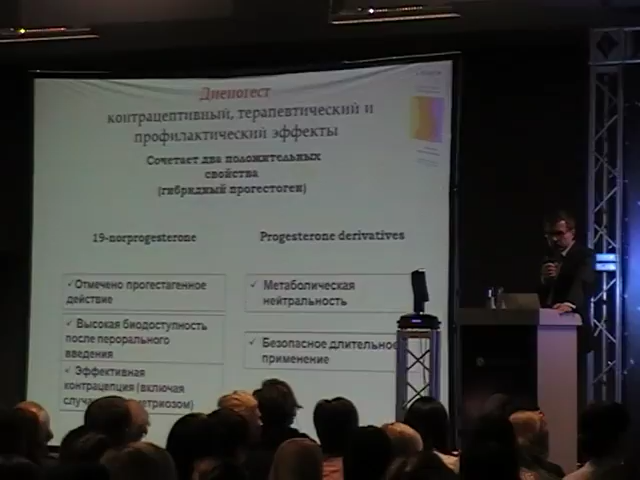 Диеногест
контрацептивный, терапевтический и
профилактический эффекты
Сочетает два положительных
свойства
(гибридный прогестоген)
19-norprogesterone
Progesterone derivatives
✓Отмечено прогестагенное
действие
✓ Метаболическая
нейтральность
✓ Высокая биодоступность
после перорального
введения
✓ Безопасное длительное
применение
✓ Эффективная
контрацепция (включая